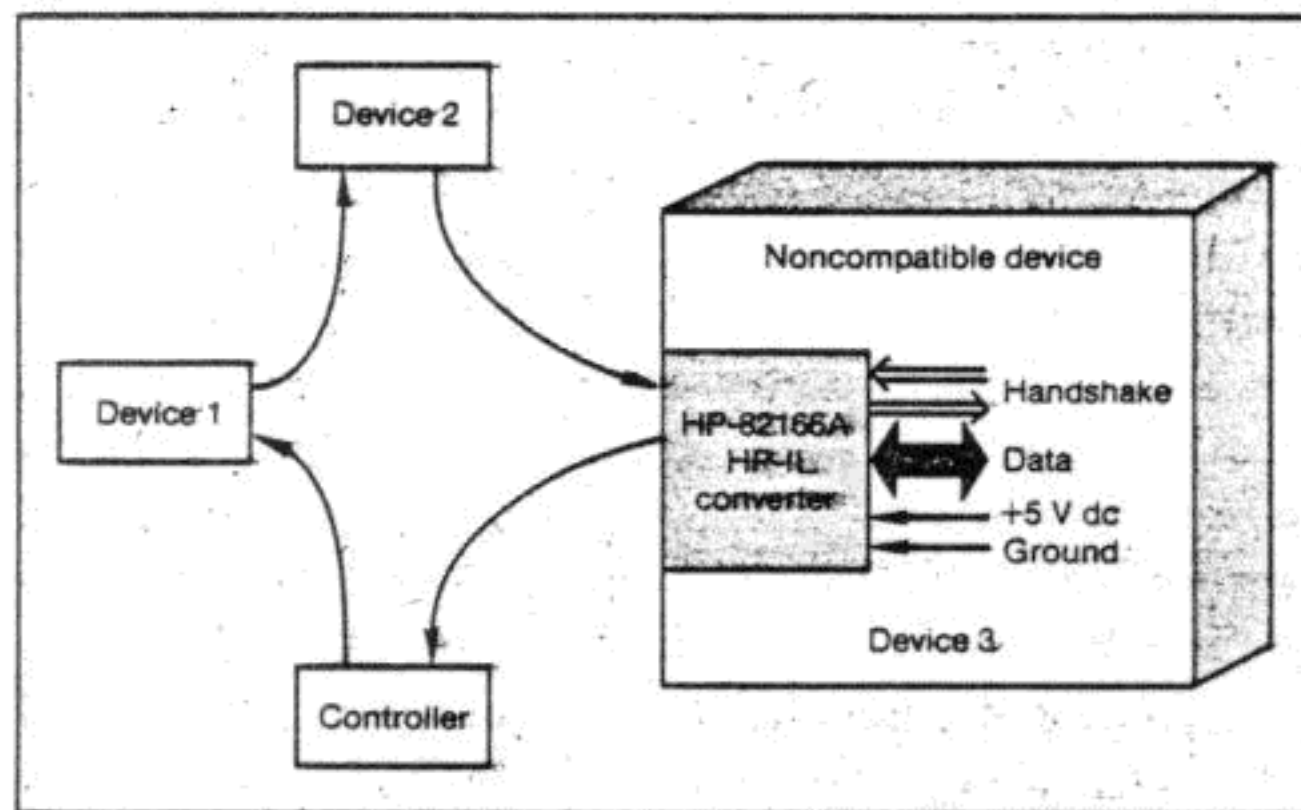 Device 2
Noncompatible device
Device 1
HP-82166A
HP-IL
converter
Handshake
Data
+5 V dc
Ground
Device 3
Controller